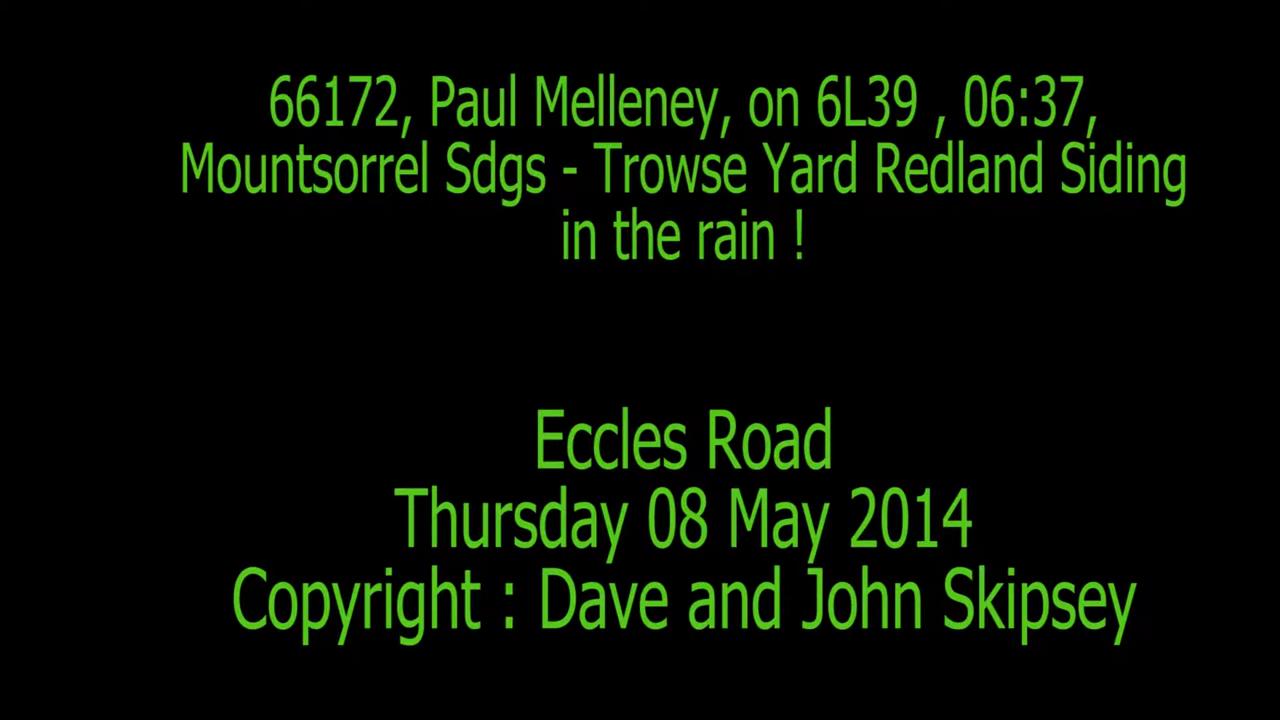 66172, Paul Melleney, on 6L39 , 06:37,
Mountsorrel Sdgs - Trowse Yard Redland Siding
in the rain !
Eccles Road
Thursday 08 May 2014
Copyright : Dave and John Skipsey